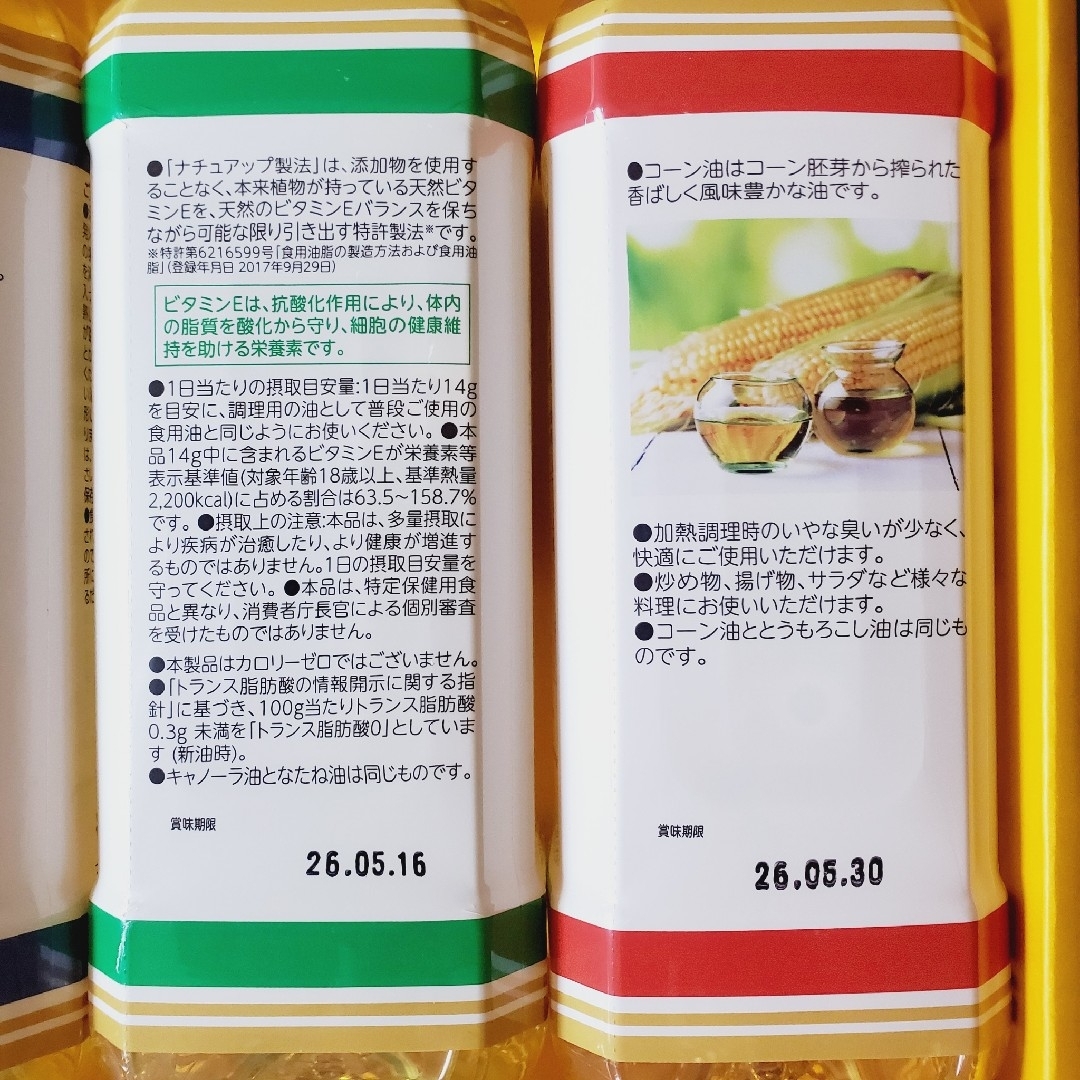 ●「ナチュアップ製法」は、添加物を使用す
ることなく、本来植物が持っている天然ビタ
ミンEを、天然のビタミンEバランスを保ち
ながら可能な限り引き出す特許製法※です。
※特許第6216599号「食用油脂の製造方法および食用油
脂」（登録年月日 2017年9月29日）
ビタミンEは、抗酸化作用により、体内
の脂質を酸化から守り、細胞の健康維
持を助ける栄養素です。
●1日当たりの摂取目安量:1日当たり14g
を目安に、調理用の油として普段ご使用の
食用油と同じようにお使いください。●本
品14g中に含まれるビタミンEが栄養素等
表示基準値(対象年齢18歳以上、基準熱量
2,200kcal)に占める割合は63.5~158.7%
です。●摂取上の注意:本品は、多量摂取に
より疾病が治癒したり、より健康が増進す
るものではありません。1日の摂取目安量を
守ってください。●本品は、特定保健用食
品と異なり、消費者庁長官による個別審査
を受けたものではありません。
●本製品はカロリーゼロではございません。
●「トランス脂肪酸の情報開示に関する指
針」に基づき、100g当たりトランス脂肪酸
0.3g 未満を「トランス脂肪酸0」としていま
す (新油時)。
●キャノーラ油となたね油は同じものです。
賞味期限
26.05.16
●コーン油はコーン胚芽から搾られた
香ばしく風味豊かな油です。
●加熱調理時のいやな臭いが少なく、
快適にご使用いただけます。
●炒め物、揚げ物、サラダなど様々な
料理にお使いいただけます。
●コーン油ととうもろこし油は同じも
のです。
賞味期限
26.05.30